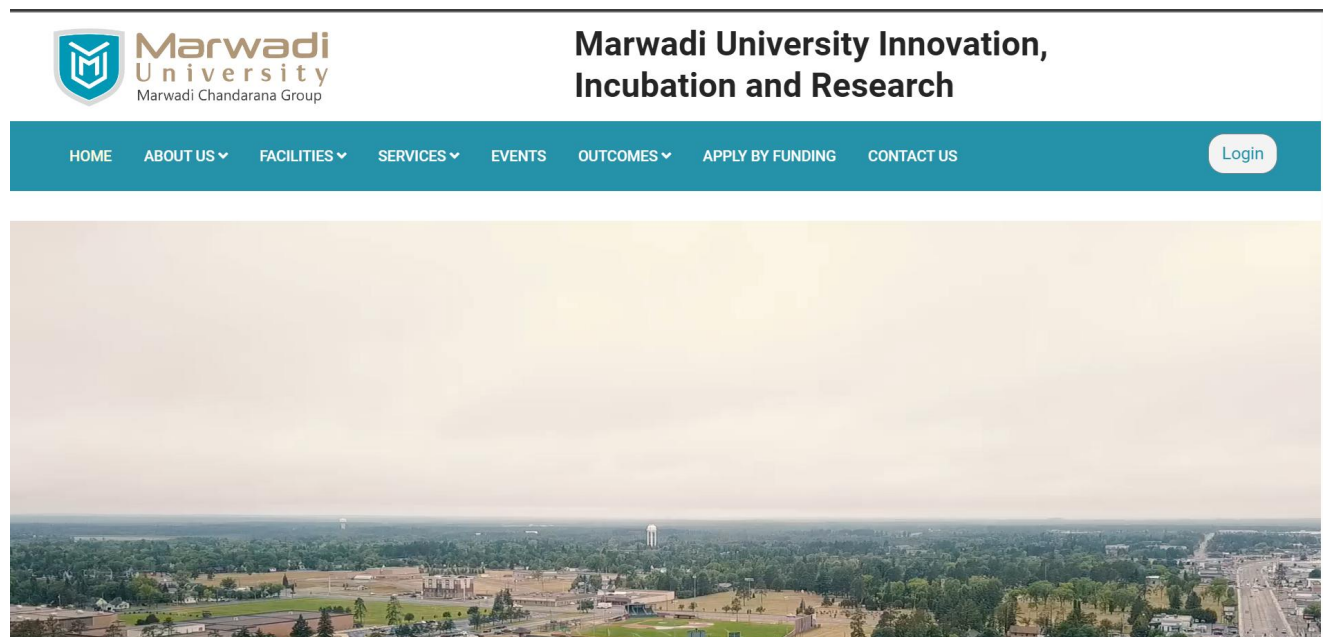 Marwadi
University
Marwadi Chandarana Group
Marwadi University Innovation,
Incubation and Research
HOME ABOUT US FACILITIES SERVICES EVENTS OUTCOMES APPLY BY FUNDING CONTACT US Login